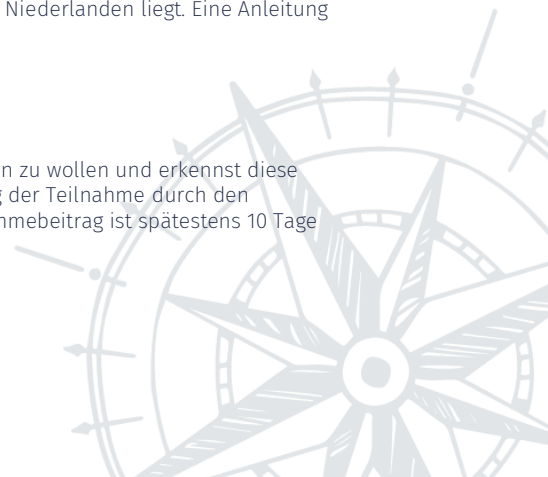 Niederlanden liegt. Eine Anleitung
n zu wollen und erkennst diese
g der Teilnahme durch den
nmebeitrag ist spätestens 10 Tage